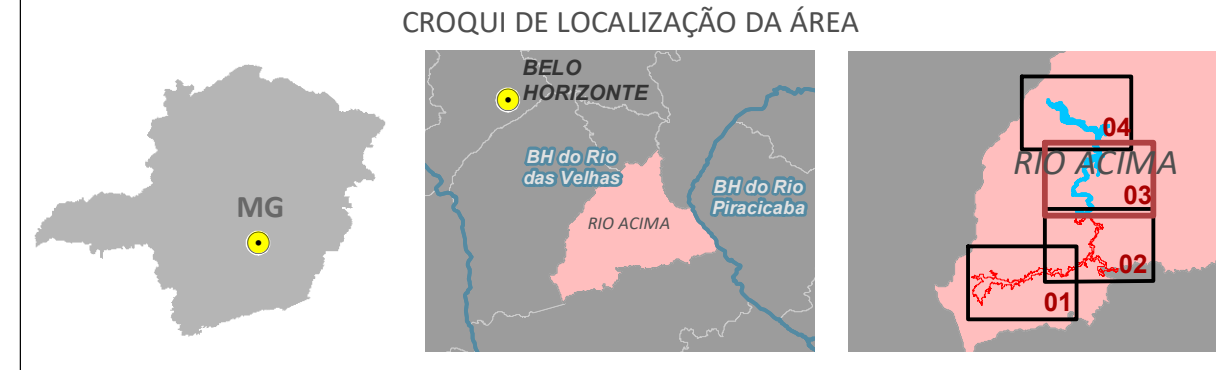 CROQUI DE LOCALIZAÇÃO DA ÁREA
MG
BELO
HORIZONTE
BH do Rio
das Velhas
BH do Rio
Piracicaba
RIO ACIMA
04
RIO ACIMA
03
02
01